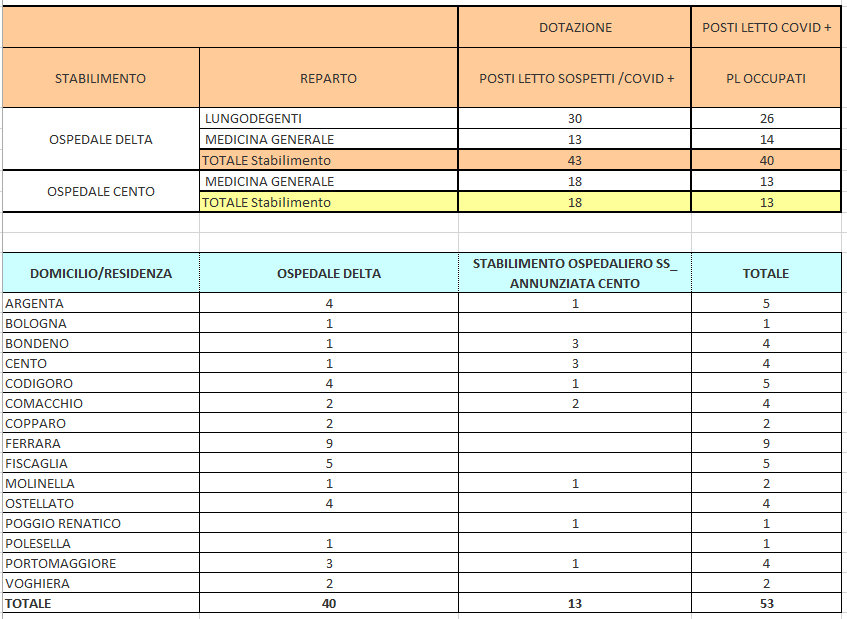 DOTAZIONE POSTI LETTO COVID +
STABILIMENTO REPARTO POSTI LETTO SOSPETTI /COVID + PL OCCUPATI
OSPEDALE DELTA LUNGODEGENTI 30 26
MEDICINA GENERALE 13 14
TOTALE Stabilimento 43 40
OSPEDALE CENTO MEDICINA GENERALE 18 13
TOTALE Stabilimento 18 13
DOMICILIO/RESIDENZA OSPEDALE DELTA STABILIMENTO OSPEDALIERO SS_ TOTALE
ANNUNZIATA CENTO
ARGENTA 4 1 5
BOLOGNA 1 1
BONDENO 1 3 4
CENTO 1 3 4
CODIGORO 4 1 5
COMACCHIO 2 2 4
COPPARO 2 2
FERRARA 9 9
FISCAGLIA 5 5
MOLINELLA 1 1 2
OSTELLATO 4 4
POGGIO RENATICO 1 1
POLESELLA 1 1
PORTOMAGGIORE 3 1 4
VOGHIERA 2 2
TOTALE 40 13 53